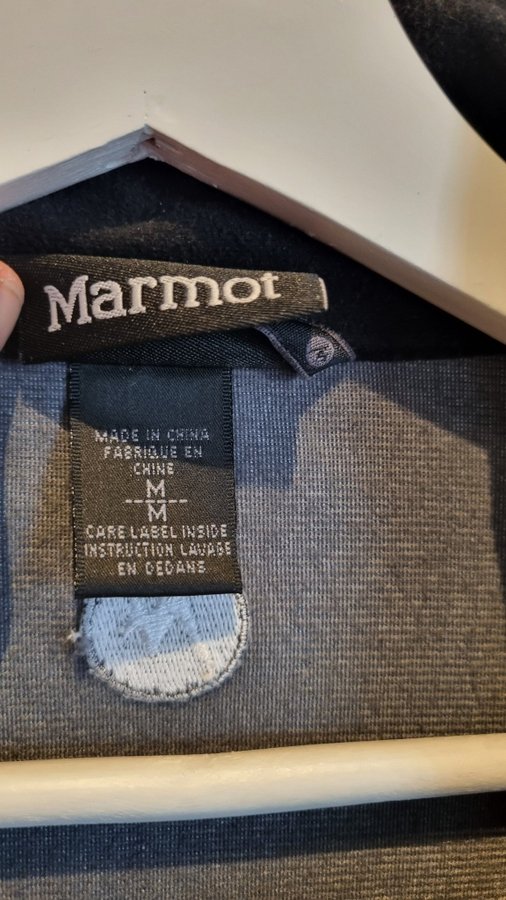 Marmot
MADE IN CHINA
FABRIQUE EN
CHINE
M
M
CARE LABEL INSIDE
INSTRUCTION LAVAGE
EN DEDANS